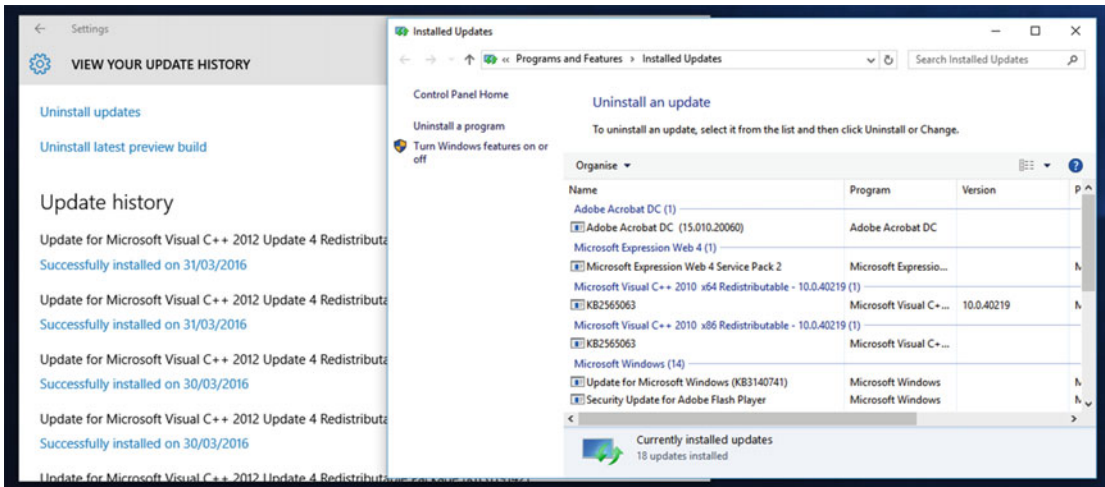 Settings
VIEW YOUR UPDATE HISTORY
Uninstall updates
Uninstall latest preview build
Update history
Update for Microsoft Visual C++ 2012 Update 4 Redistributa
Successfully installed on 31/03/2016
Update for Microsoft Visual C++ 2012 Update 4 Redistributa
Successfully installed on 31/03/2016
Update for Microsoft Visual C++ 2012 Update 4 Redistributa
Successfully installed on 30/03/2016
Update for Microsoft Visual C++ 2012 Update 4 Redistributa
Successfully installed on 30/03/2016
Update for Microsoft Visual C++ 2012 Update 4 Redistributable Package
Installed Updates
« Programs and Features › Installed Updates
Search Installed Updates
Control Panel Home
Uninstall a program
Turn Windows features on or
off
Uninstall an update
To uninstall an update, select it from the list and then click Uninstall or Change.
Organise
Name Program Version P
Adobe Acrobat DC (1)
Adobe Acrobat DC (15.010.20060) Adobe Acrobat DC
Microsoft Expression Web 4 (1)
Microsoft Expression Web 4 Service Pack 2 Microsoft Expressio...
Microsoft Visual C++ 2010 x64 Redistributable - 10.0.40219 (1)
KB2565063 Microsoft Visual C+... 10.0.40219
Microsoft Visual C++ 2010 x86 Redistributable - 10.0.40219 (1)
KB2565063 Microsoft Visual C+...
Microsoft Windows (14)
Update for Microsoft Windows (KB3140741) Microsoft Windows
Security Update for Adobe Flash Player Microsoft Windows
Currently installed updates
18 updates installed